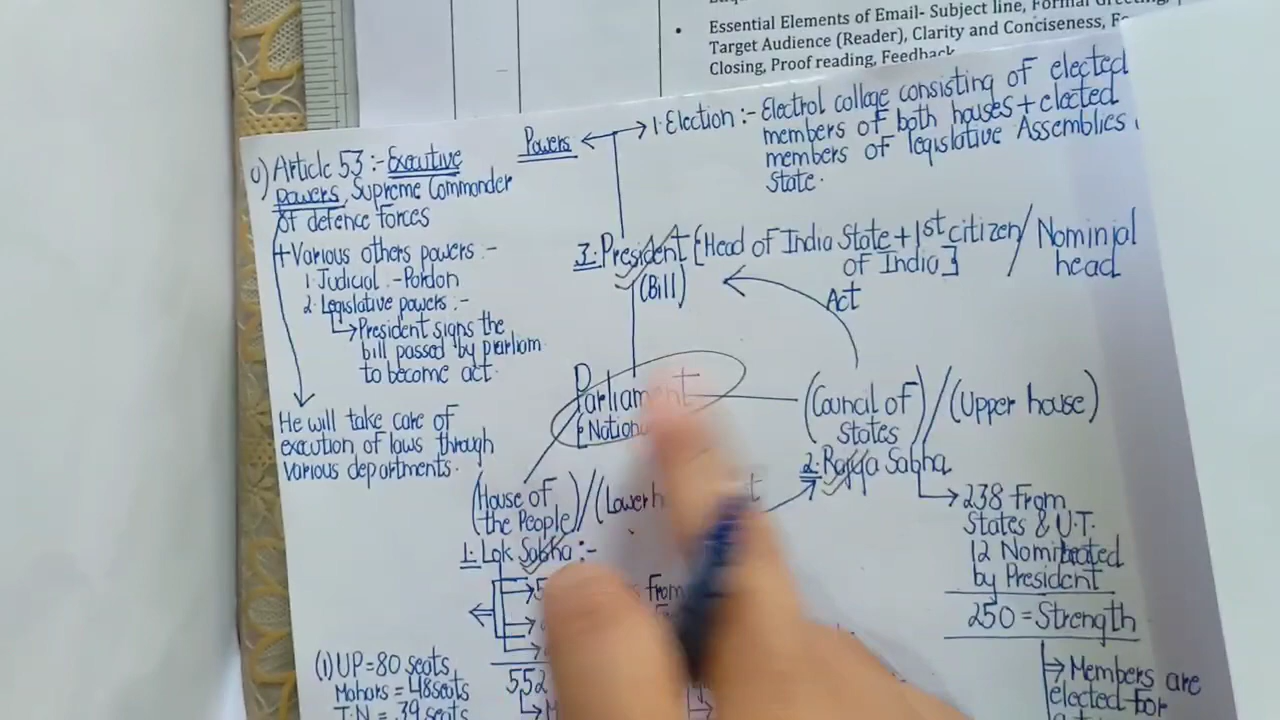 Essential Elements of Email- Subject line, Formal Greeting,
Target Audience (Reader), Clarity and Conciseness,
Closing, Proof reading, Feedback
Powers
1. Election :- Electrol collage consisting of elected
members of both houses + elected
members of legislative Assemblies
State.
Article 53 :- Executive
powers, Supreme Commander
of defence forces
+ Various others powers :-
1. Judicial - Pardon
2. Legislative powers :-
President signs the
bill passed by parliam
to become act.
He will take care of
excution of laws through
various departments.
3. President [Head of India State + 1st citizen
of India] / Nominial
head
(Bill)
Act
Parliament
(Council of
States) / (Upper house)
2. Rajya Sabha
238 From
States & U.T.
12 Nominated
by President
250 = Strength
Members are
elected for
(House of
the People) /
1. Lok Sabha :-
From
552
(1) UP = 80 seats
Mahars = 48 seats
T.N = 39 seats